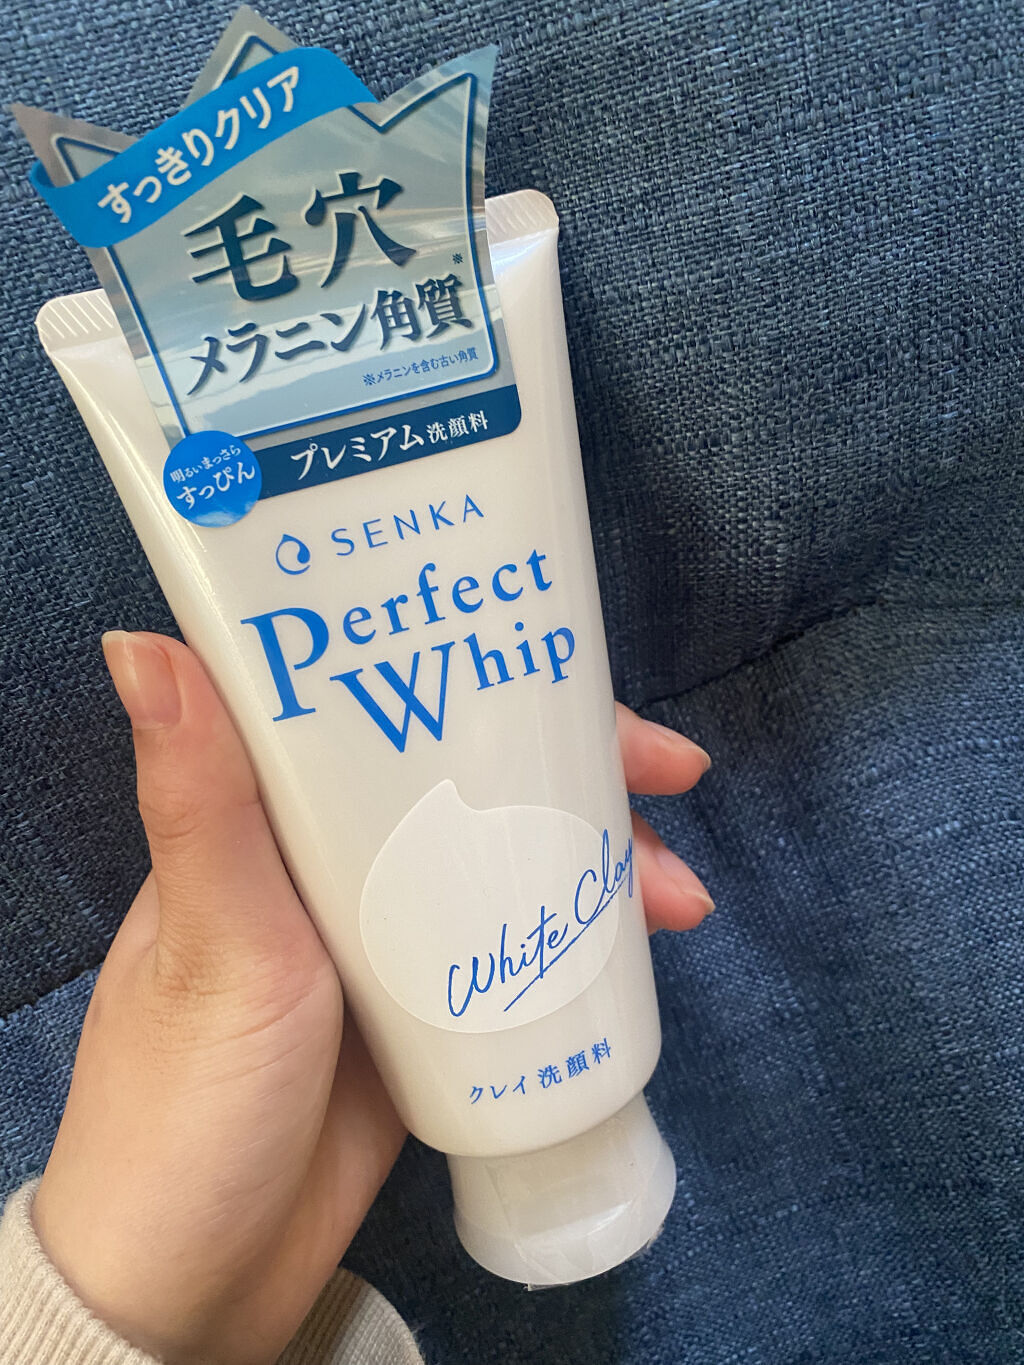 すっきりクリア
毛穴
メラニン角質※
※メラニンを含む古い角質
プレミアム洗顔料
明るいまっさら
すっぴん
SENKA
Perfect
Whip
White Clay
クレイ洗顔料